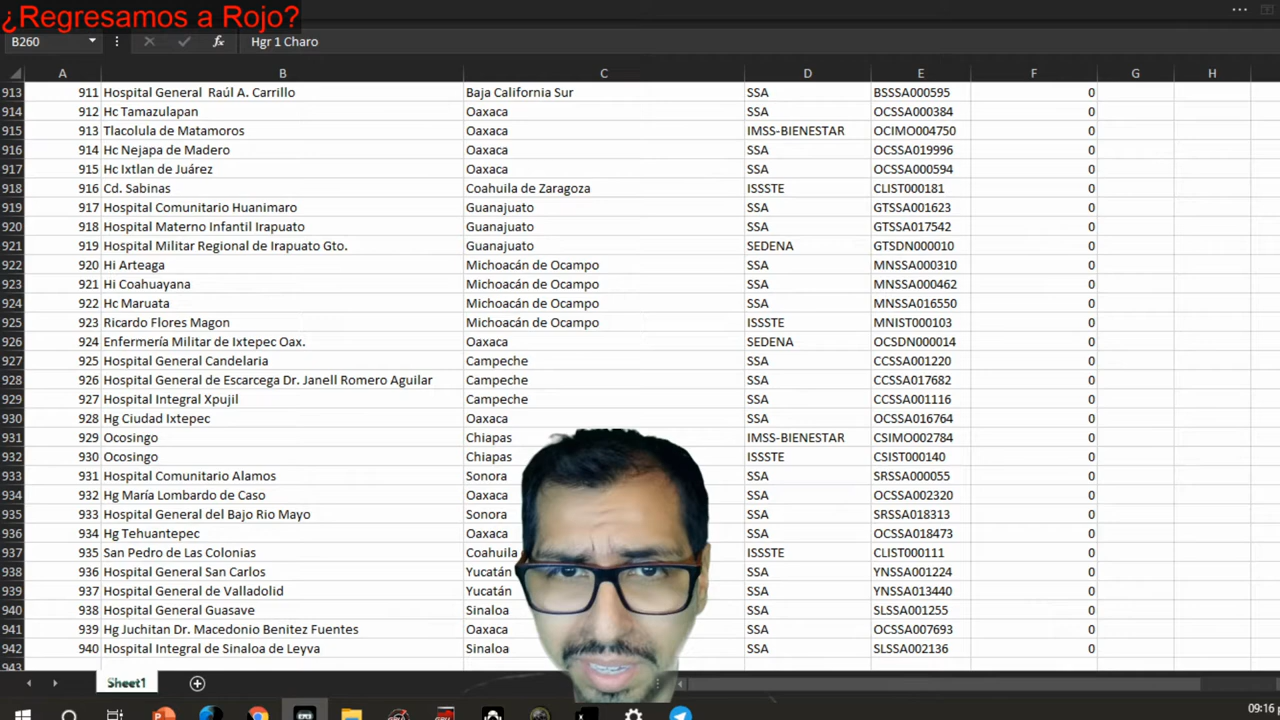 ¿Regresamos a Rojo?
B260 fx Hgr 1 Charo
A B C D E F G H
913 911 Hospital General Raúl A. Carrillo Baja California Sur SSA BSSSA000595 0
914 912 Hc Tamazulapan Oaxaca SSA OCSSA000384 0
915 913 Tlacolula de Matamoros Oaxaca IMSS-BIENESTAR OCIMO004750 0
916 914 Hc Nejapa de Madero Oaxaca SSA OCSSA019996 0
917 915 Hc Ixtlan de Juárez Oaxaca SSA OCSSA000594 0
918 916 Cd. Sabinas Coahuila de Zaragoza ISSSTE CLIST000181 0
919 917 Hospital Comunitario Huanimaro Guanajuato SSA GTSSA001623 0
920 918 Hospital Materno Infantil Irapuato Guanajuato SSA GTSSA017542 0
921 919 Hospital Militar Regional de Irapuato Gto. Guanajuato SEDENA GTSDN000010 0
922 920 Hi Arteaga Michoacán de Ocampo SSA MNSSA000310 0
923 921 Hi Coahuayana Michoacán de Ocampo SSA MNSSA000462 0
924 922 Hc Maruata Michoacán de Ocampo SSA MNSSA016550 0
925 923 Ricardo Flores Magon Michoacán de Ocampo ISSSTE MNIST000103 0
926 924 Enfermería Militar de Ixtepec Oax. Oaxaca SEDENA OCSDN000014 0
927 925 Hospital General Candelaria Campeche SSA CCSSA001220 0
928 926 Hospital General de Escarcega Dr. Janell Romero Aguilar Campeche SSA CCSSA017682 0
929 927 Hospital Integral Xpujil Campeche SSA CCSSA001116 0
930 928 Hg Ciudad Ixtepec Oaxaca SSA OCSSA016764 0
931 929 Ocosingo Chiapas IMSS-BIENESTAR CSIMO002784 0
932 930 Ocosingo Chiapas ISSSTE CSIST000140 0
933 931 Hospital Comunitario Alamos Sonora SSA SRSSA000055 0
934 932 Hg María Lombardo de Caso Oaxaca SSA OCSSA002320 0
935 933 Hospital General del Bajo Rio Mayo Sonora SSA SRSSA018313 0
936 934 Hg Tehuantepec Oaxaca SSA OCSSA018473 0
937 935 San Pedro de Las Colonias Coahuila ISSSTE CLIST000111 0
938 936 Hospital General San Carlos Yucatán SSA YNSSA001224 0
939 937 Hospital General de Valladolid Yucatán SSA YNSSA013440 0
940 938 Hospital General Guasave Sinaloa SSA SLSSA001255 0
941 939 Hg Juchitan Dr. Macedonio Benitez Fuentes Oaxaca SSA OCSSA007693 0
942 940 Hospital Integral de Sinaloa de Leyva Sinaloa SSA SLSSA002136 0
943
Sheet1
09:16